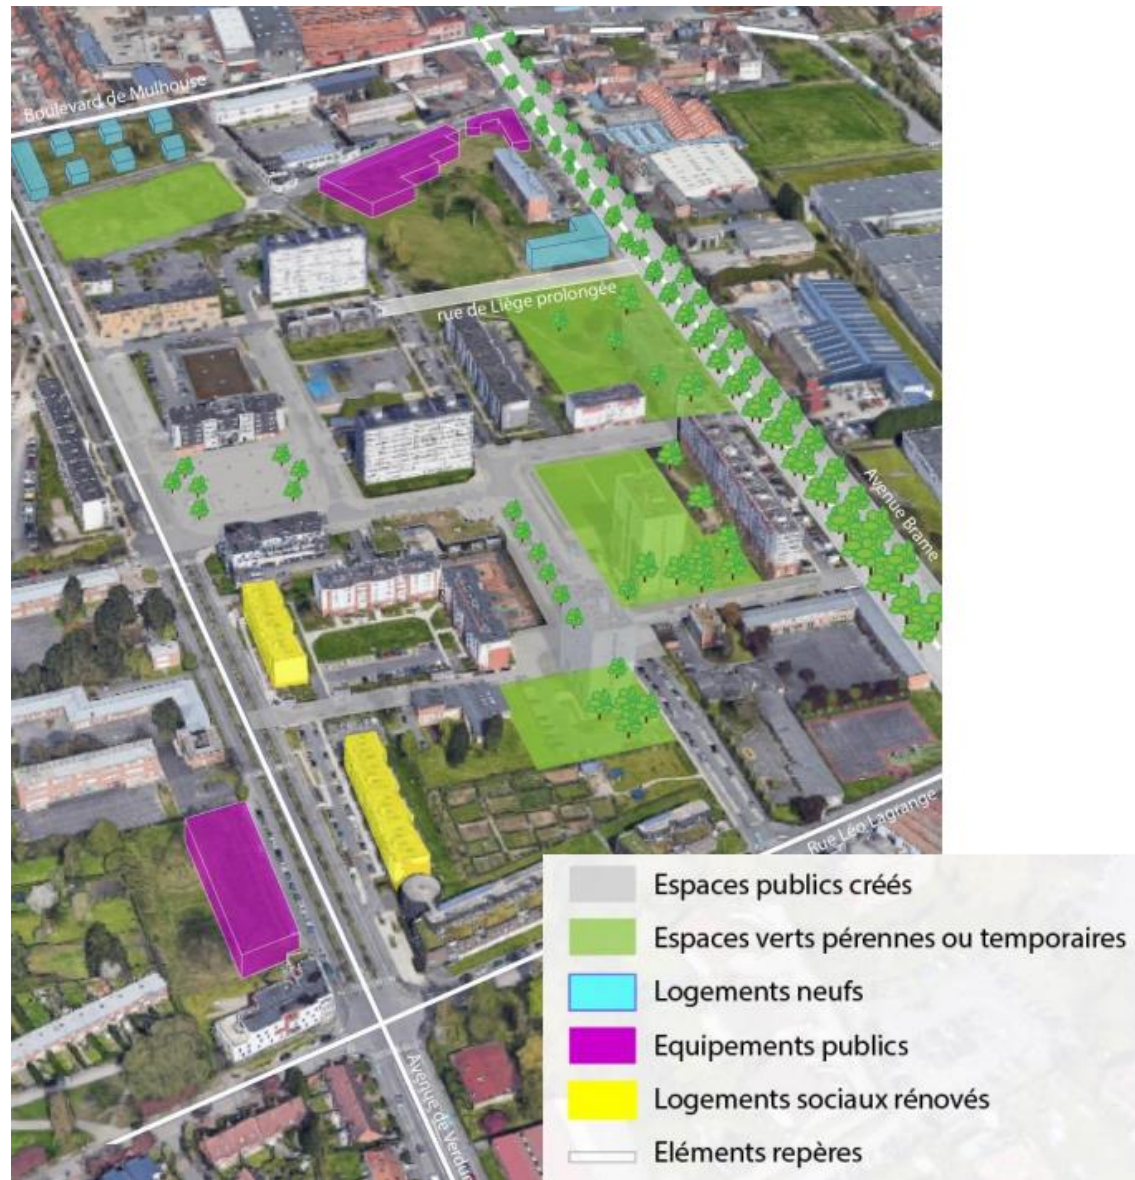 Boulevard de Mulhouse
rue de Liège prolongée
Avenue Brame
Rue Léo Lagrange
Avenue de Verdun
Espaces publics créés
Espaces verts pérennes ou temporaires
Logements neufs
Equipements publics
Logements sociaux rénovés
Eléments repères